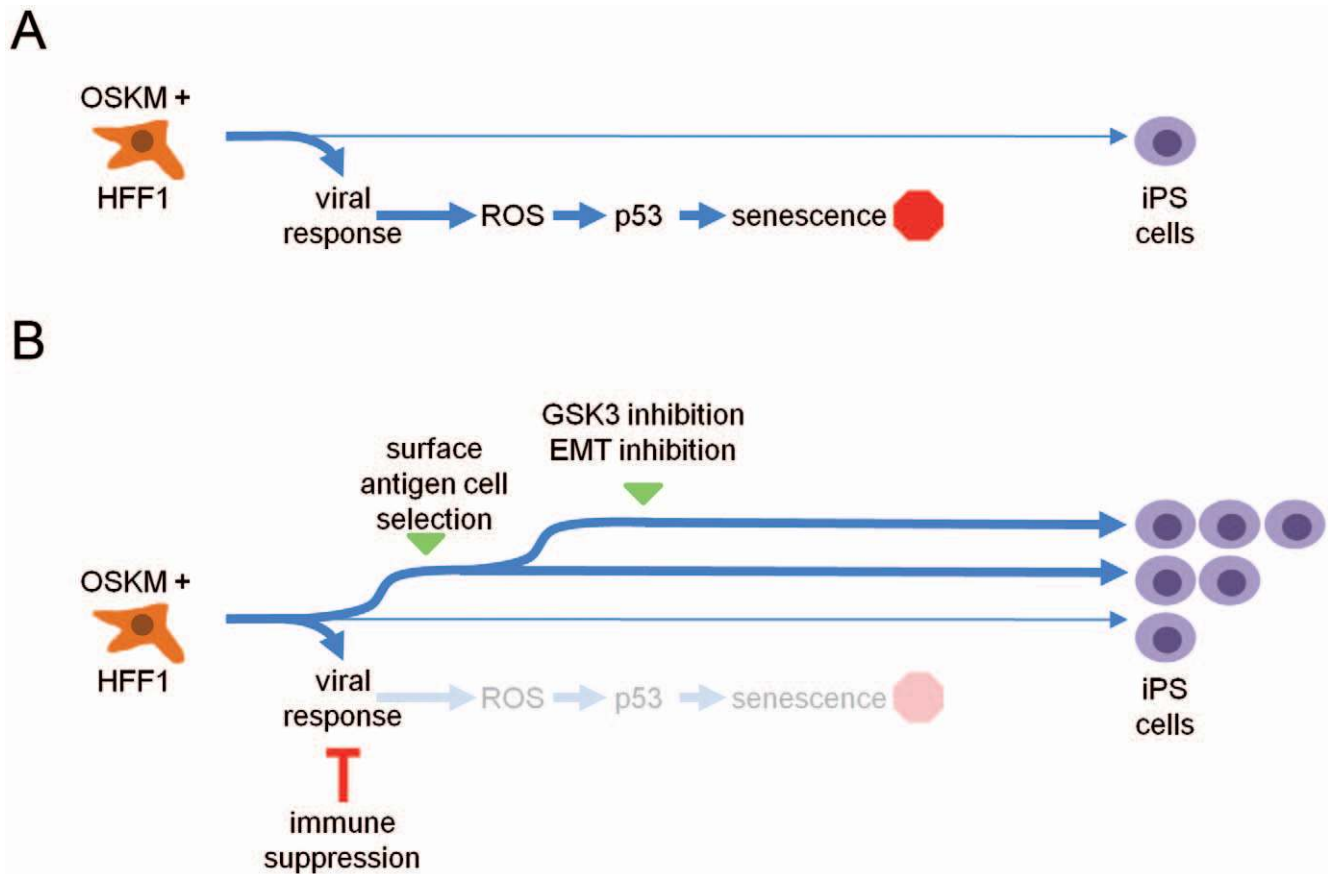 A
OSKM +
HFF1
viral
response
ROS
p53
senescence
iPS
cells
B
GSK3 inhibition
EMT inhibition
surface
antigen cell
selection
OSKM +
HFF1
viral
response
ROS
p53
senescence
iPS
cells
immune
suppression